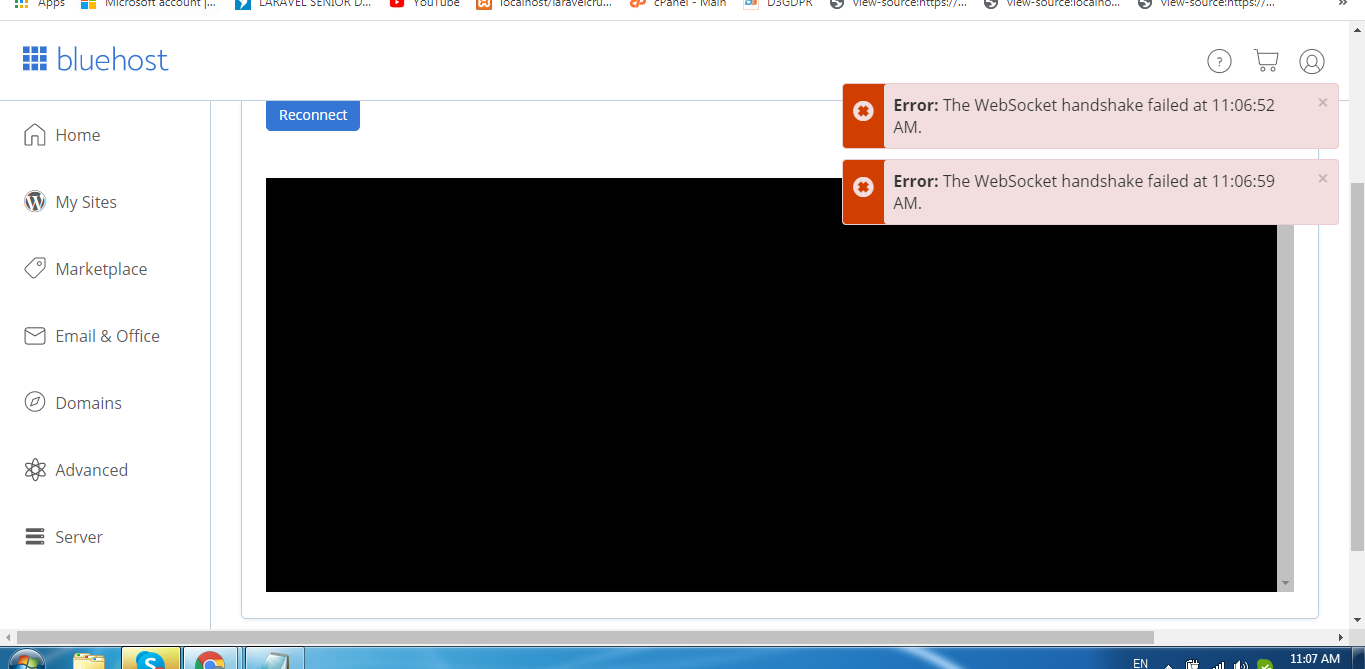 Apps
Microsoft account |...
LARAVEL SENIOR D...
YouTube
localhost/laravelcru...
cPanel - Main
D3GDPR
view-source:https://...
view-source:localho...
view-source:https://...
»
bluehost
?
Reconnect
Error: The WebSocket handshake failed at 11:06:52
AM.
×
Error: The WebSocket handshake failed at 11:06:59
AM.
×
Home
My Sites
Marketplace
Email & Office
Domains
Advanced
Server
EN
11:07 AM